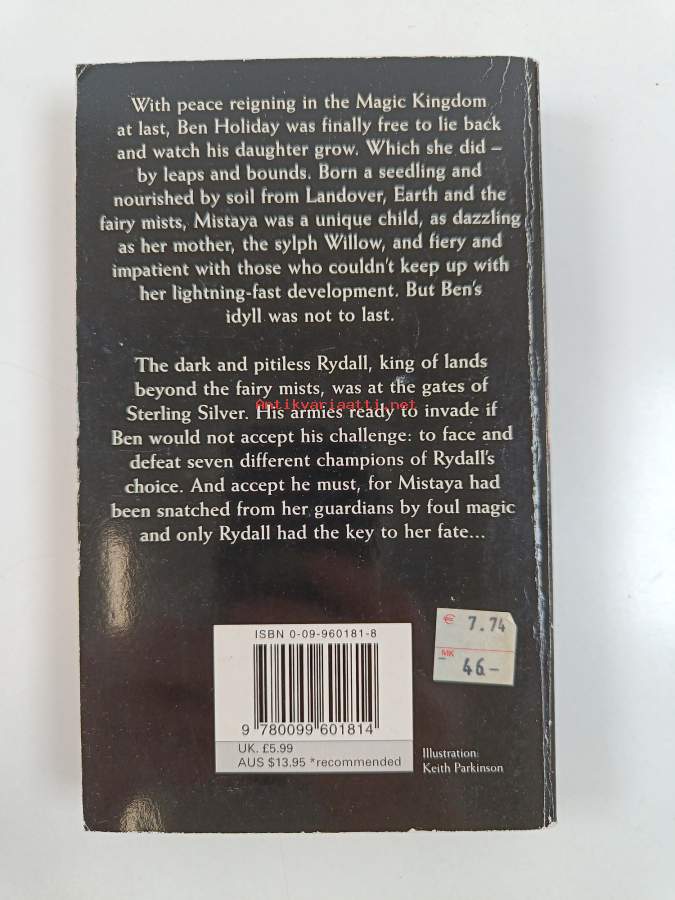 With peace reigning in the Magic Kingdom
at last, Ben Holiday was finally free to lie back
and watch his daughter grow. Which she did –
by leaps and bounds. Born a seedling and
nourished by soil from Landover, Earth and the
fairy mists, Mistaya was a unique child, as dazzling
as her mother, the sylph Willow, and fiery and
impatient with those who couldn't keep up with
her lightning-fast development. But Ben's
idyll was not to last.
The dark and pitiless Rydall, king of lands
beyond the fairy mists, was at the gates of
Sterling Silver. His armies ready to invade if
Antikvariaatti.net
Ben would not accept his challenge: to face and
defeat seven different champions of Rydall's
choice. And accept he must, for Mistaya had
been snatched from her guardians by foul magic
and only Rydall had the key to her fate...
ISBN 0-09-960181-8
9 780099 601814
UK. £5.99
AUS $13.95 *recommended
€ 7.74
MK
46.-
Illustration:
Keith Parkinson